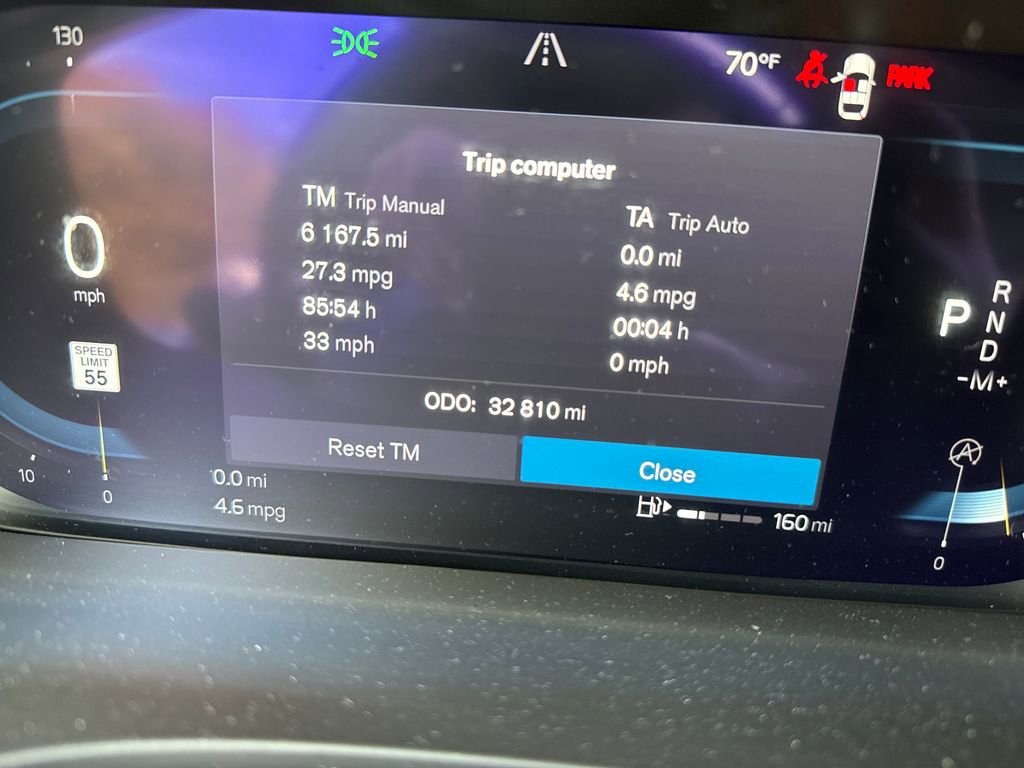 130
70°F
PARK
Trip computer
TM Trip Manual
6 167.5 mi
27.3 mpg
85:54 h
33 mph
TA Trip Auto
0.0 mi
4.6 mpg
00:04 h
0 mph
ODO: 32 810 mi
Reset TM
Close
0
mph
SPEED
LIMIT
55
10
0
0.0 mi
4.6 mpg
160 mi
P
R
N
D
-M+
A
0